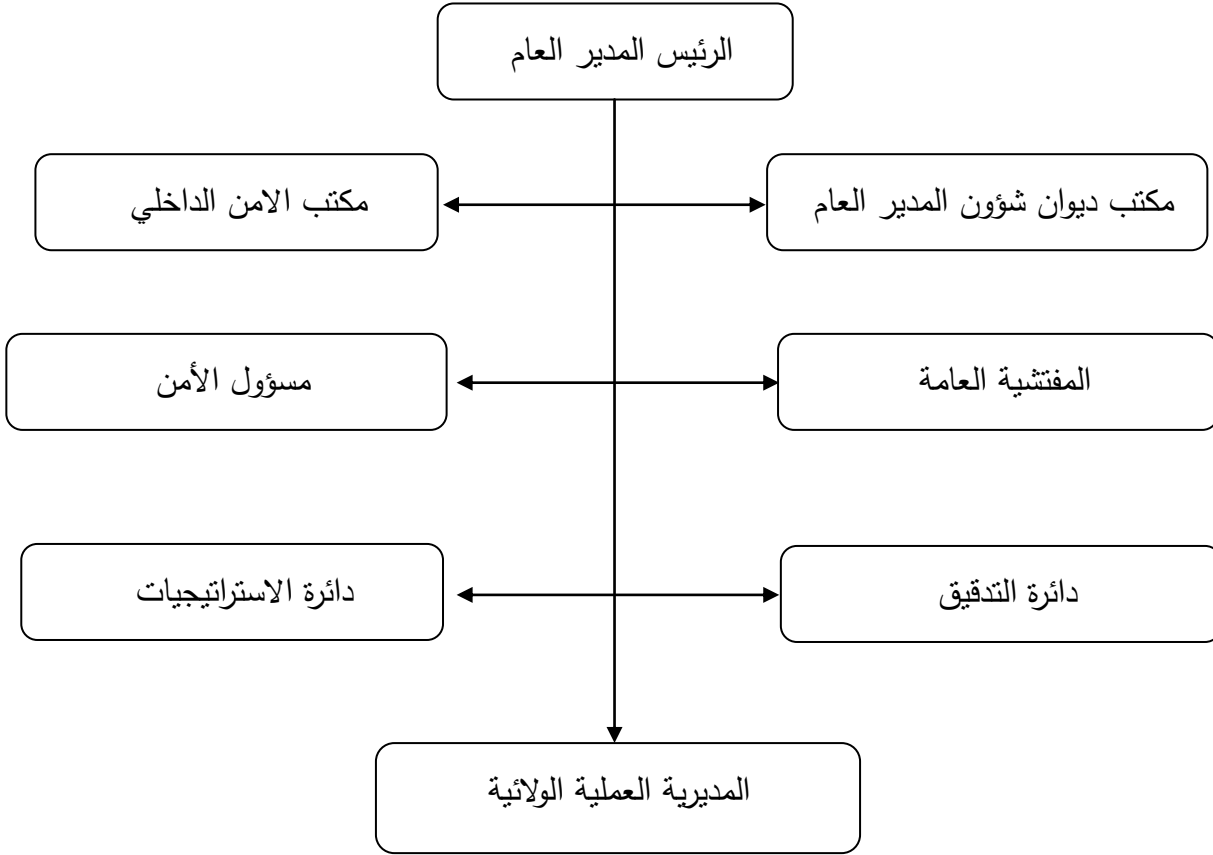 الرئيس المدير العام
مكتب ديوان شؤون المدير العام
مكتب الامن الداخلي
المفتشية العامة
مسؤول الأمن
دائرة التدقيق
دائرة الاستراتيجيات
المديرية العملية الولائية